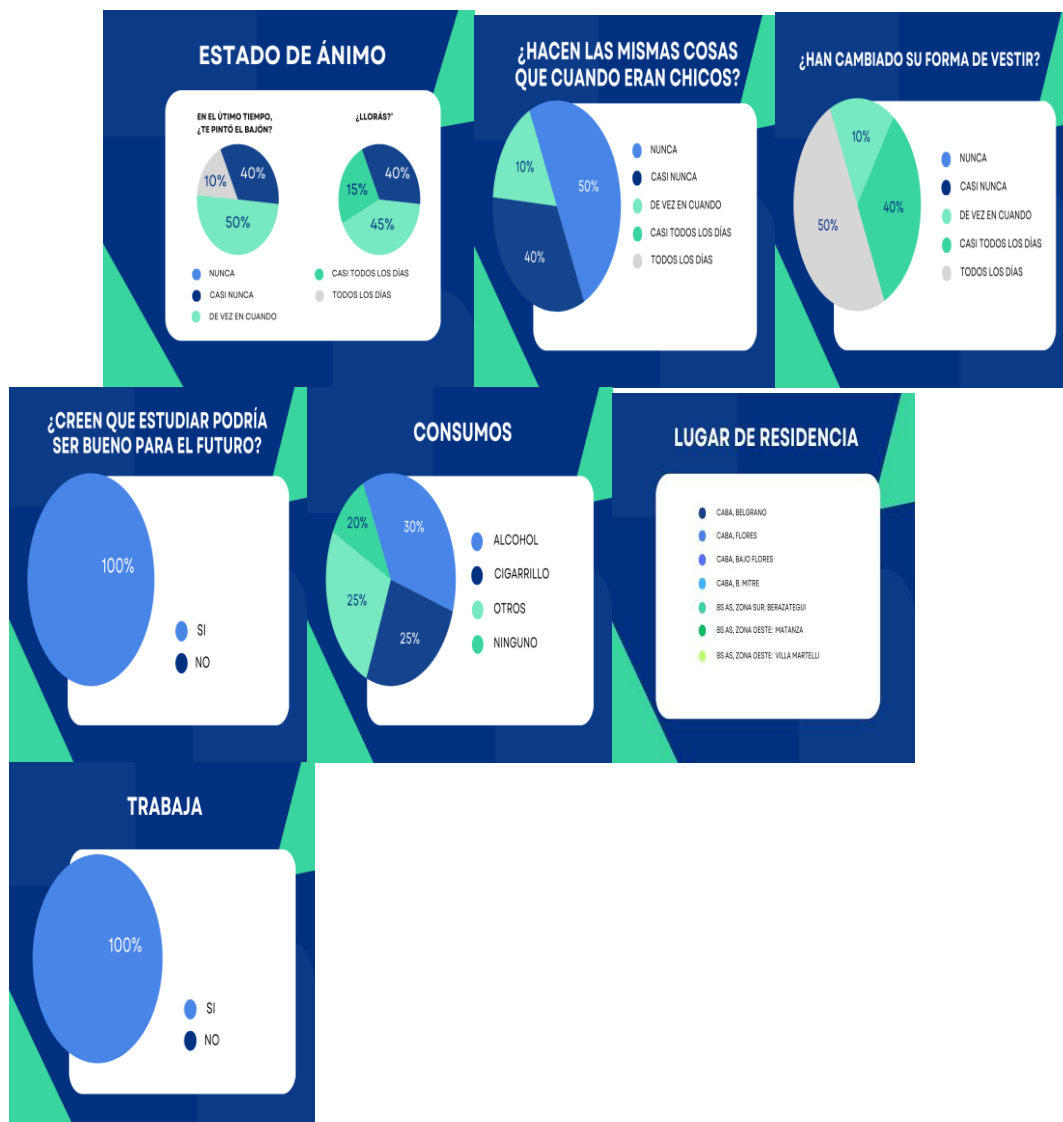 ESTADO DE ÁNIMO
EN EL ÚTIMO TIEMPO,
¿TE PINTÓ EL BAJÓN?
10%
40%
50%
¿LLORÁS?'
15%
40%
45%
NUNCA
CASI NUNCA
DE VEZ EN CUANDO
CASI TODOS LOS DÍAS
TODOS LOS DÍAS
¿HACEN LAS MISMAS COSAS
QUE CUANDO ERAN CHICOS?
10%
50%
40%
NUNCA
CASI NUNCA
DE VEZ EN CUANDO
CASI TODOS LOS DÍAS
TODOS LOS DÍAS
¿HAN CAMBIADO SU FORMA DE VESTIR?
10%
50%
40%
NUNCA
CASI NUNCA
DE VEZ EN CUANDO
CASI TODOS LOS DÍAS
TODOS LOS DÍAS
¿CREEN QUE ESTUDIAR PODRÍA
SER BUENO PARA EL FUTURO?
100%
SI
NO
CONSUMOS
20%
30%
25%
25%
ALCOHOL
CIGARRILLO
OTROS
NINGUNO
LUGAR DE RESIDENCIA
CABA, BELGRANO
CABA, FLORES
CABA, BAJO FLORES
CABA, B. MITRE
BS AS, ZONA SUR: BERAZATEGUI
BS AS, ZONA OESTE: MATANZA
BS AS, ZONA OESTE: VILLA MARTELLI
TRABAJA
100%
SI
NO